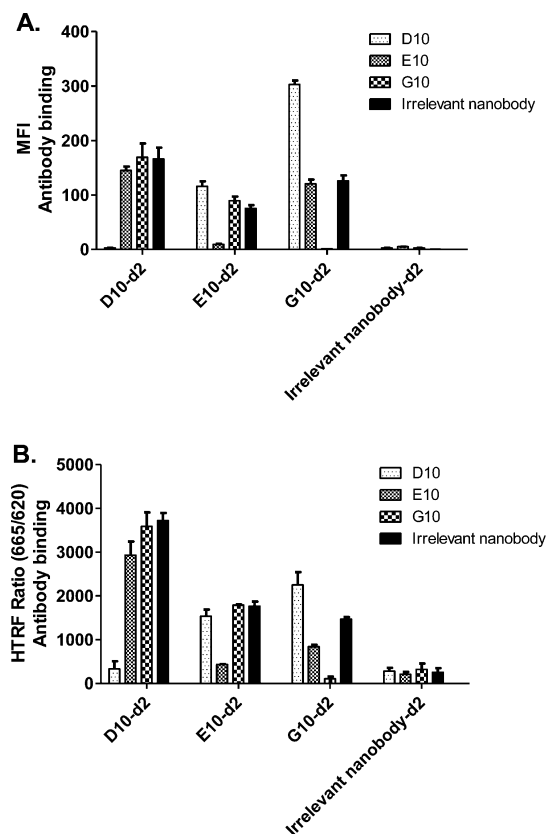 A.
400
300
200
100
0
MFI
Antibody binding
D10
E10
G10
Irrelevant nanobody
D10-d2
E10-d2
G10-d2
Irrelevant nanobody-d2
B.
5000
4000
3000
2000
1000
0
HTRF Ratio (665/620)
Antibody binding
D10
E10
G10
Irrelevant nanobody
D10-d2
E10-d2
G10-d2
Irrelevant nanobody-d2